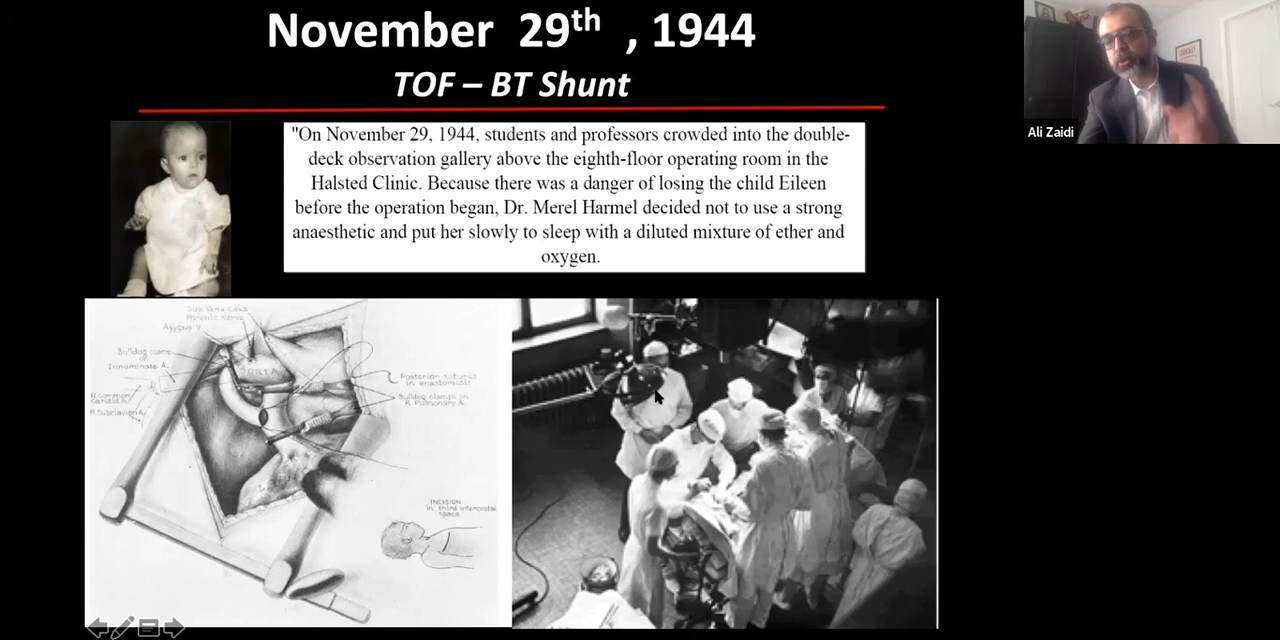 November 29th , 1944
TOF – BT Shunt
"On November 29, 1944, students and professors crowded into the double-
deck observation gallery above the eighth-floor operating room in the
Halsted Clinic. Because there was a danger of losing the child Eileen
before the operation began, Dr. Merel Harmel decided not to use a strong
anaesthetic and put her slowly to sleep with a diluted mixture of ether and
oxygen.
Ali Zaidi
Sup. Vena Cava
Phrenic Nerve
Azygous V.
Bulldog clamp
on
Innominate A.
R. Common
Carotid A.
R. Subclavian A.
AORTA
Posterior sutures
in anastomosis
Bulldog clamps on
R. Pulmonary A.
INCISION
in third intercostal
space